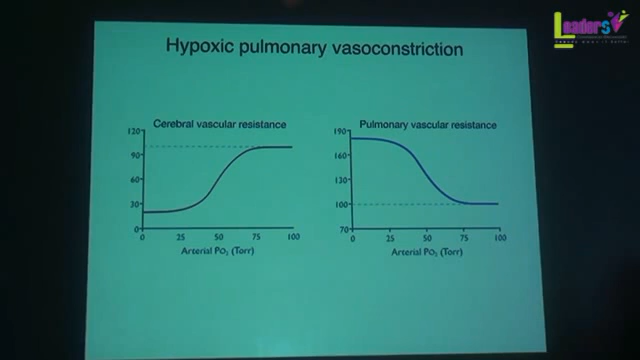 Leaders
Hypoxic pulmonary vasoconstriction
Cerebral vascular resistance
120
90
60
30
0
0 25 50 75 100
Arterial PO₂ (Torr)
Pulmonary vascular resistance
190
160
130
100
70
0 25 50 75 100
Arterial PO₂ (Torr)